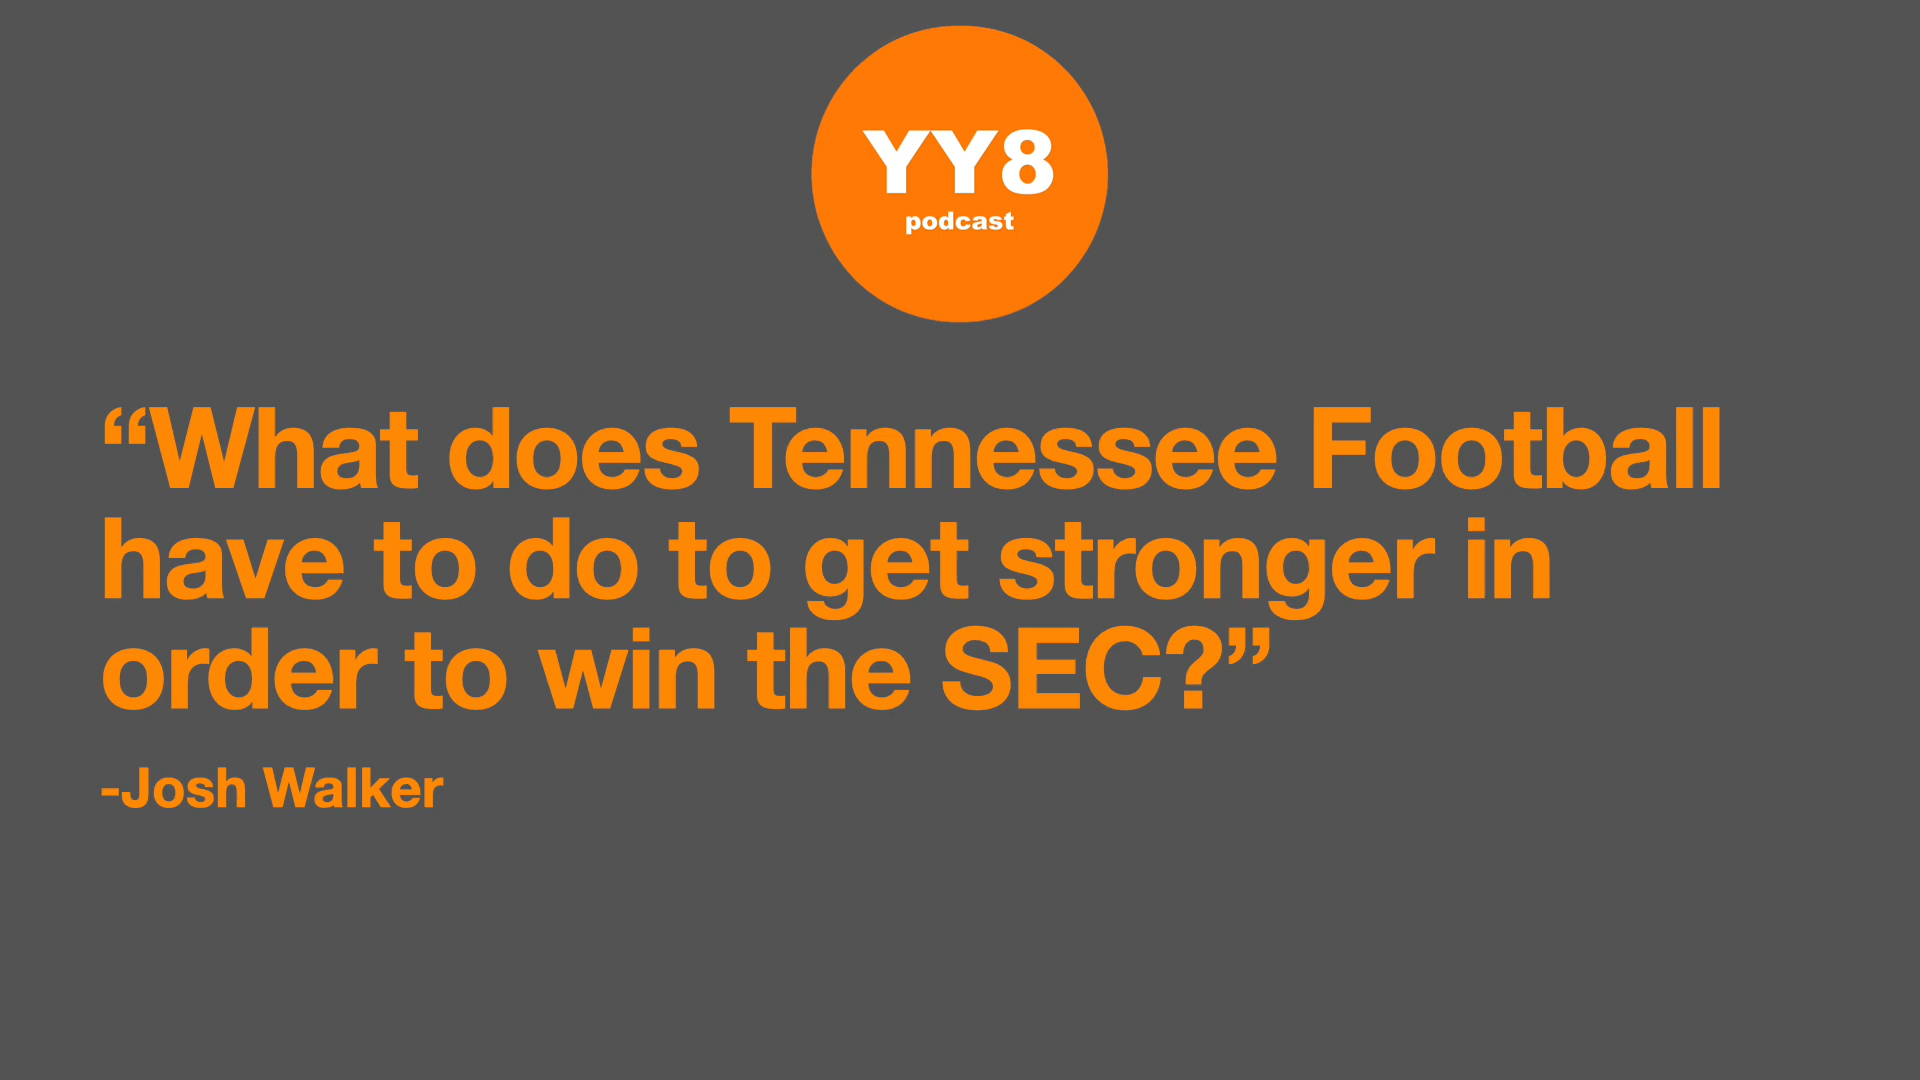 YY8
podcast
“What does Tennessee Football
have to do to get stronger in
order to win the SEC?”
-Josh Walker